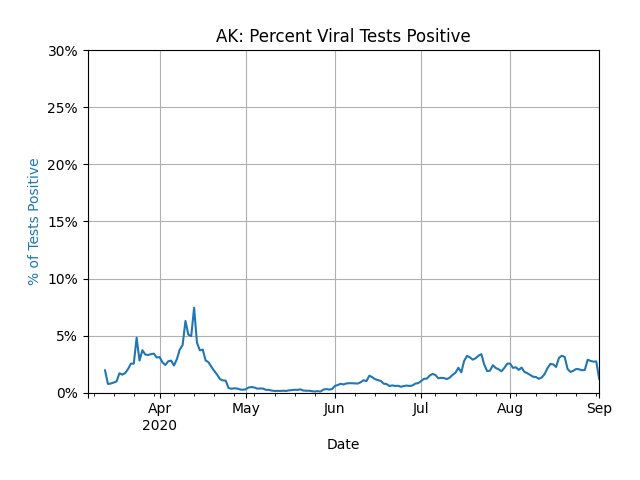 AK: Percent Viral Tests Positive
30%
25%
20%
15%
10%
5%
0%
% of Tests Positive
Apr May Jun Jul Aug Sep
2020
Date